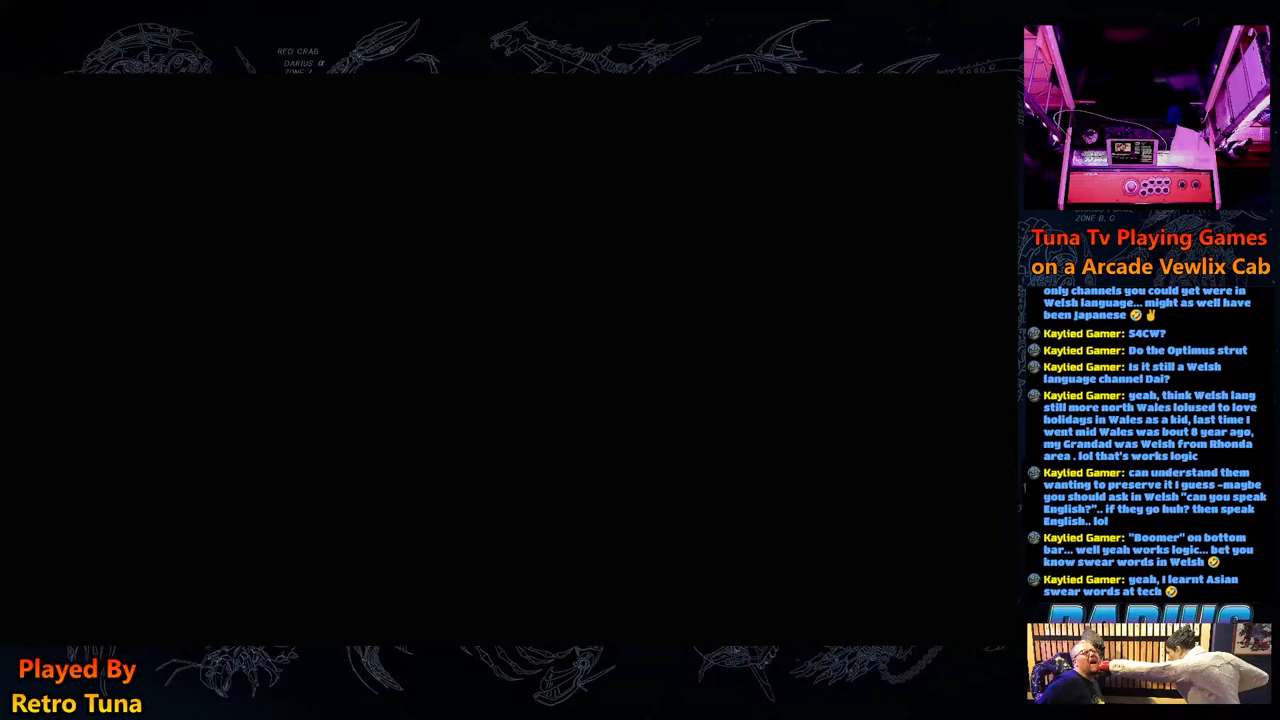 RED CRAB
DARIUS α
ZONE Z
ZONE B, G
Tuna Tv Playing Games
on a Arcade Vewlix Cab
only channels you could get were in
Welsh language... might as well have
been Japanese 🤣✌
Kaylied Gamer: S4CW?
Kaylied Gamer: Do the Optimus strut
Kaylied Gamer: Is it still a Welsh
language channel Dai?
Kaylied Gamer: yeah, think Welsh lang
still more north Wales lolused to love
holidays in Wales as a kid, last time I
went mid Wales was bout 8 year ago,
my Grandad was Welsh from Rhonda
area . lol that's works logic
Kaylied Gamer: can understand them
wanting to preserve it I guess -maybe
you should ask in Welsh "can you speak
English?".. if they go huh? then speak
English.. lol
Kaylied Gamer: "Boomer" on bottom
bar... well yeah works logic... bet you
know swear words in Welsh 🤣
Kaylied Gamer: yeah, I learnt Asian
swear words at tech 🤣
DARIUS
Played By
Retro Tuna